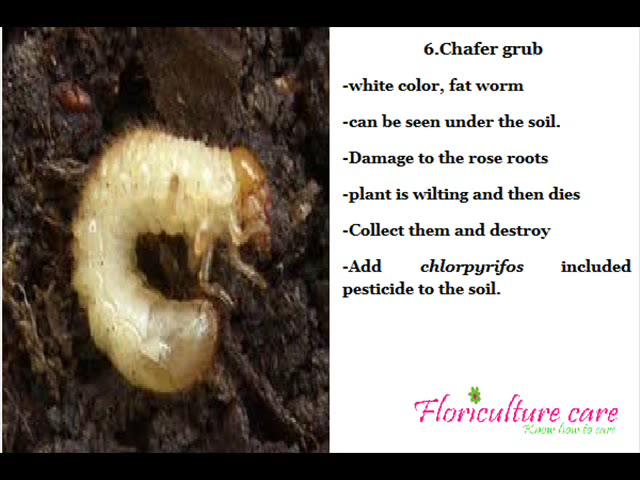 6.Chafer grub
-white color, fat worm
-can be seen under the soil.
-Damage to the rose roots
-plant is wilting and then dies
-Collect them and destroy
-Add chlorpyrifos included
pesticide to the soil.
Floriculture care
Know how to care